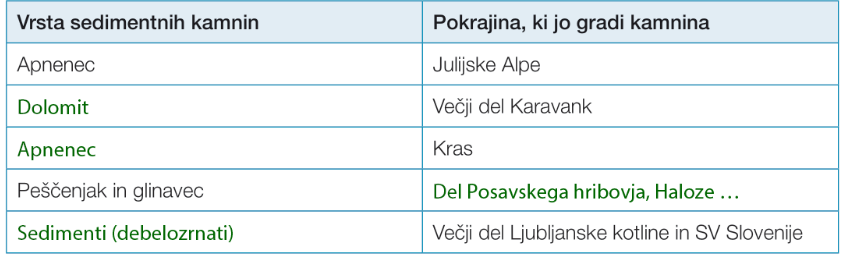 Vrsta sedimentnih kamnin Pokrajina, ki jo gradi kamnina
Apnenec Julijske Alpe
Dolomit Večji del Karavank
Apnenec Kras
Peščenjak in glinavec Del Posavskega hribovja, Haloze …
Sedimenti (debelozrnati) Večji del Ljubljanske kotline in SV Slovenije